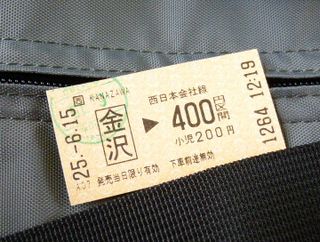 KANAZAWA 西日本会社線
金沢 ▶ 400円区間
小児200円
25.-6.15
発売当日限り有効 下車前途無効
1264 12:19